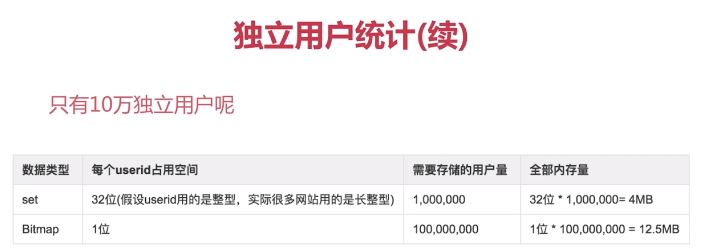 独立用户统计(续)
只有10万独立用户呢
数据类型 每个userid占用空间 需要存储的用户量 全部内存量
set 32位(假设userid用的是整型，实际很多网站用的是长整型) 1,000,000 32位 * 1,000,000= 4MB
Bitmap 1位 100,000,000 1位 * 100,000,000 = 12.5MB